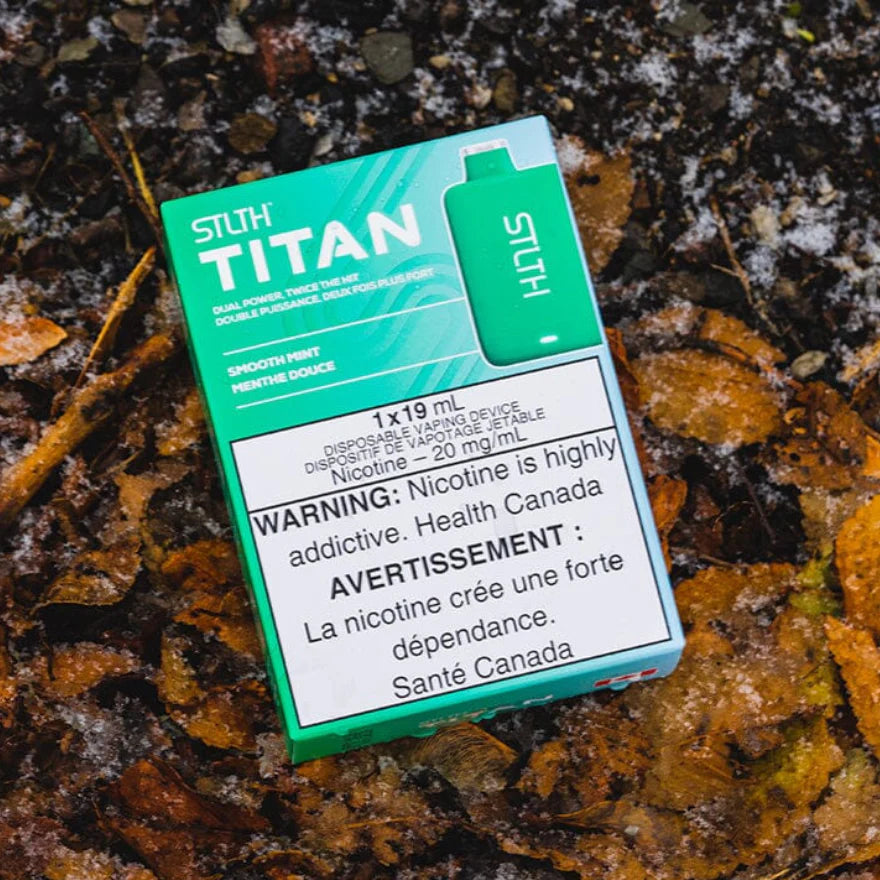 STLTH
TITAN
DUAL POWER, TWICE THE HIT
DOUBLE PUISSANCE, DEUX FOIS PLUS FORT
SMOOTH MINT
MENTHE DOUCE
STLTH
1 x 19 mL
DISPOSABLE VAPING DEVICE
DISPOSITIF DE VAPOTAGE JETABLE
Nicotine – 20 mg/mL
WARNING: Nicotine is highly
addictive. Health Canada
AVERTISSEMENT :
La nicotine crée une forte
dépendance.
Santé Canada
TITAN